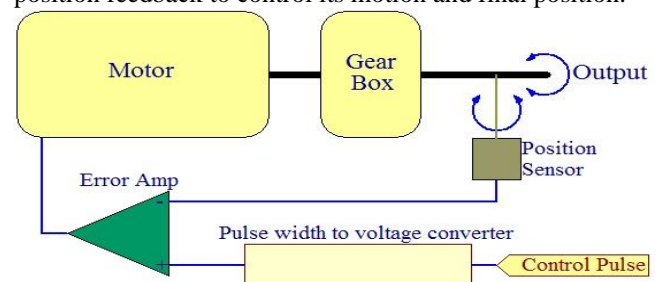 position feedback to control its motion and final position.
Motor
Gear
Box
Output
Position
Sensor
Error Amp
-
Pulse width to voltage converter
+
Control Pulse